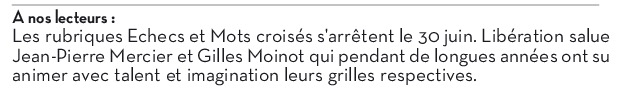 A nos lecteurs :
Les rubriques Echecs et Mots croisés s'arrêtent le 30 juin. Libération salue
Jean-Pierre Mercier et Gilles Moinot qui pendant de longues années ont su
animer avec talent et imagination leurs grilles respectives.